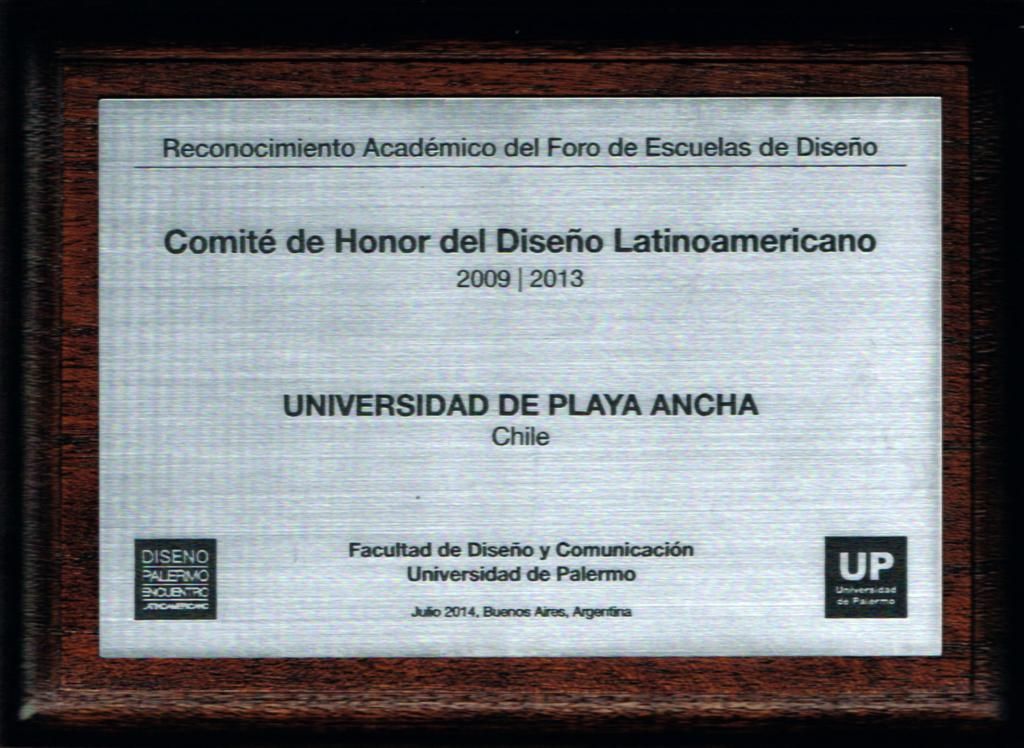 Reconocimiento Académico del Foro de Escuelas de Diseño
Comité de Honor del Diseño Latinoamericano
2009 | 2013
UNIVERSIDAD DE PLAYA ANCHA
Chile
DISENO
PALERMO
ENCUENTRO
LATINOAMERICANO
Facultad de Diseño y Comunicación
Universidad de Palermo
Julio 2014, Buenos Aires, Argentina
UP
Universidad
de Palermo